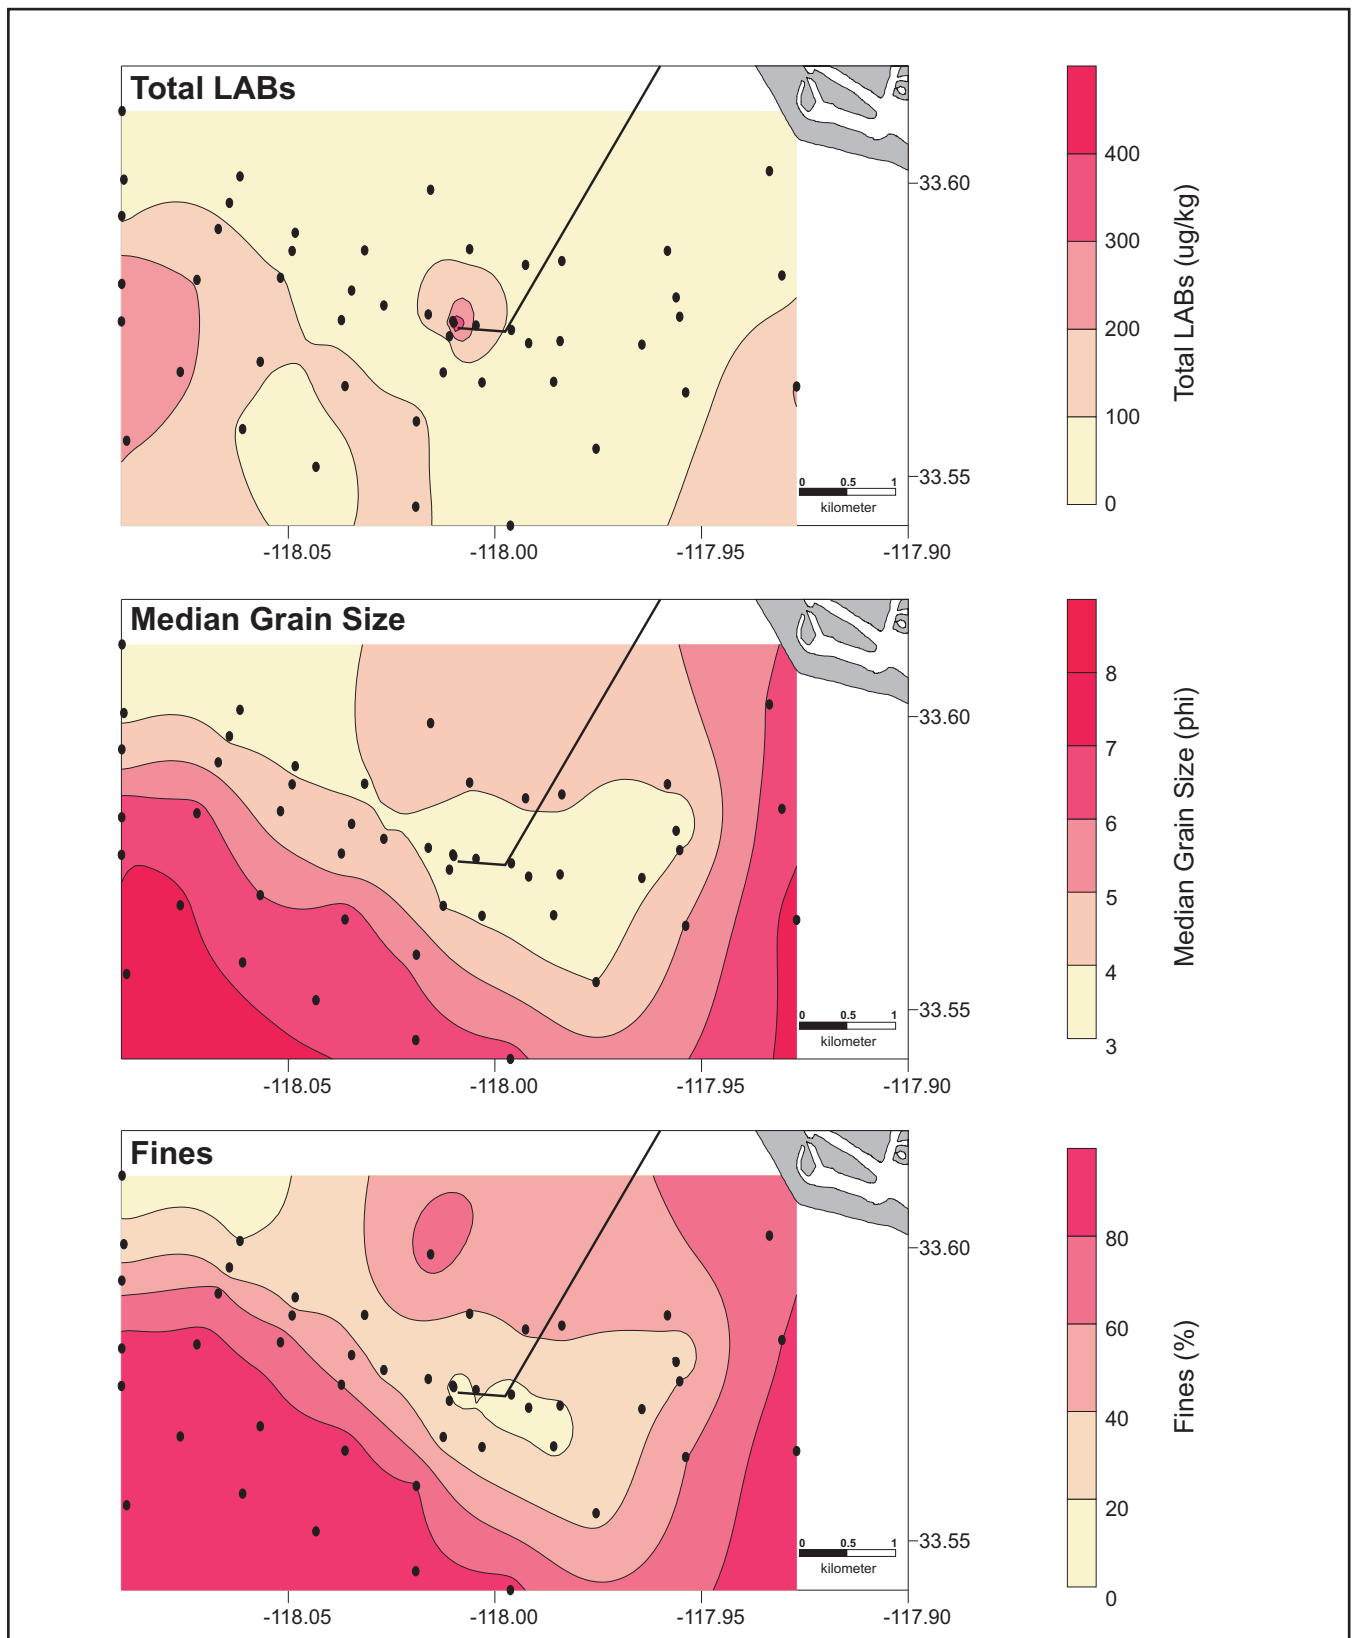 Total LABs
33.60
33.55
0 0.5 1
kilometer
-118.05 -118.00 -117.95 -117.90
400
300
200
100
0
Total LABs (ug/kg)
Median Grain Size
33.60
33.55
0 0.5 1
kilometer
-118.05 -118.00 -117.95 -117.90
8
7
6
5
4
3
Median Grain Size (phi)
Fines
33.60
33.55
0 0.5 1
kilometer
-118.05 -118.00 -117.95 -117.90
80
60
40
20
0
Fines (%)